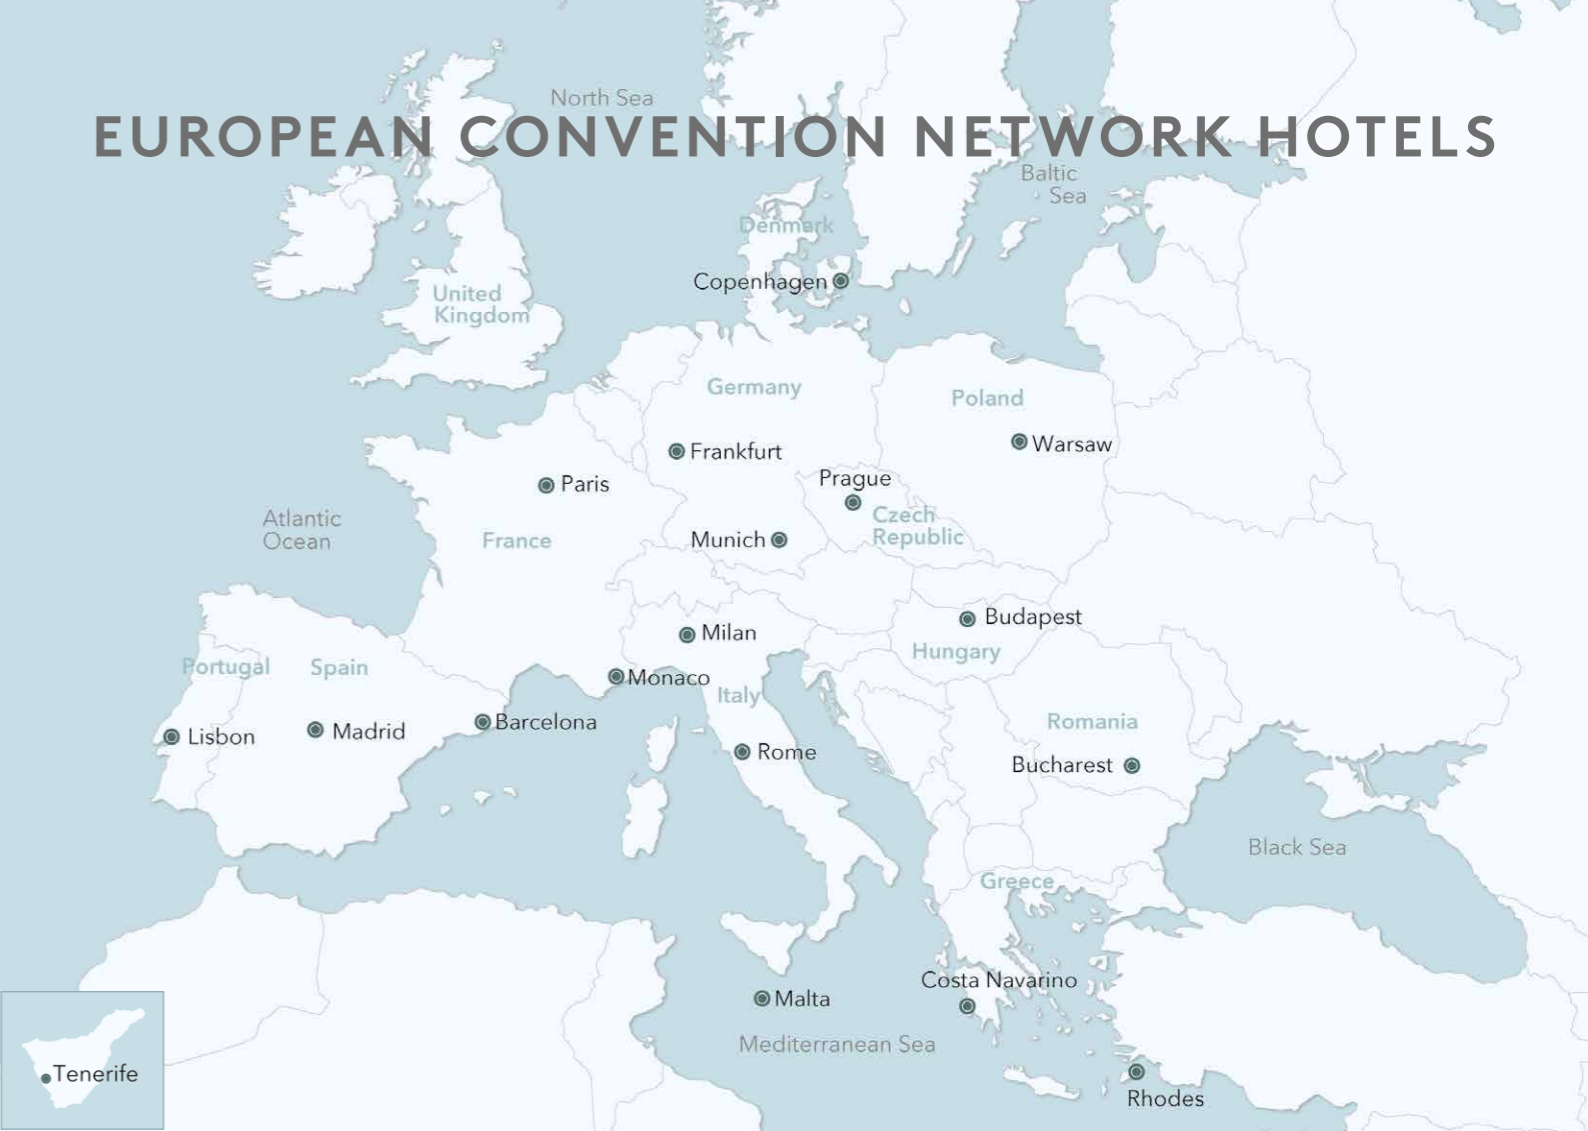 North Sea
EUROPEAN CONVENTION NETWORK HOTELS
Baltic
Sea
Denmark
Copenhagen
United
Kingdom
Germany
Poland
Frankfurt
Warsaw
Paris
Prague
Atlantic
Ocean
France
Munich
Czech
Republic
Budapest
Milan
Hungary
Portugal
Spain
Monaco
Italy
Lisbon
Madrid
Barcelona
Romania
Rome
Bucharest
Black Sea
Greece
Costa Navarino
Malta
Mediterranean Sea
Tenerife
Rhodes